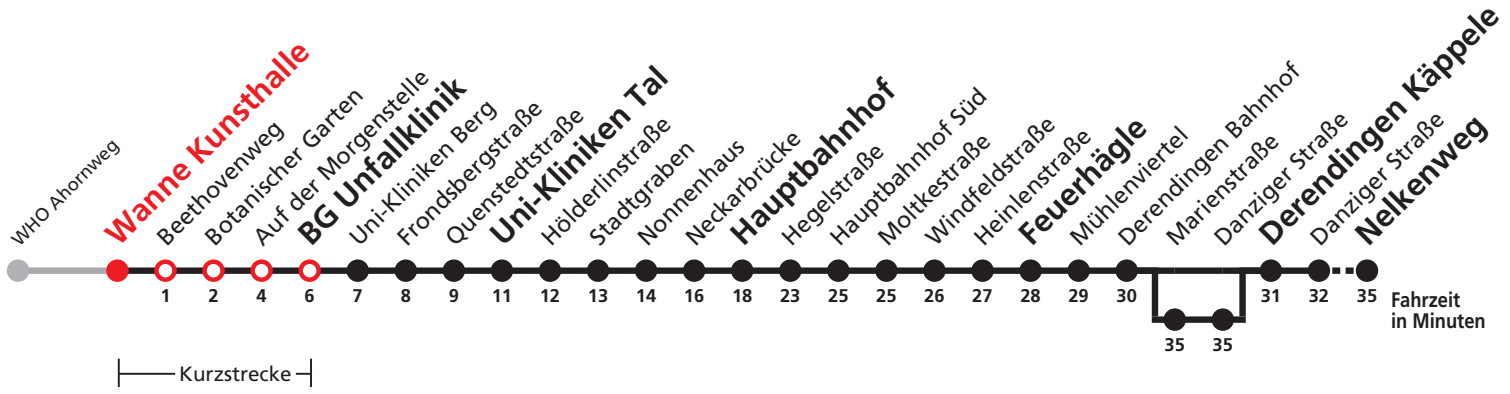 WHO Ahornweg
Wanne Kunsthalle
Beethovenweg
Botanischer Garten
Auf der Morgenstelle
BG Unfallklinik
Uni-Kliniken Berg
Frondsbergstraße
Quenstedtstraße
Uni-Kliniken Tal
Hölderlinstraße
Stadtgraben
Nonnenhaus
Neckarbrücke
Hauptbahnhof
Hegelstraße
Hauptbahnhof Süd
Moltkestraße
Windfeldstraße
Heinlenstraße
Feuerhägle
Mühlenviertel
Derendingen Bahnhof
Marienstraße
Danziger Straße
Derendingen Käppele
Danziger Straße
Nelkenweg
1 2 4 6 7 8 9 11 12 13 14 16 18 23 25 25 26 27 28 29 30 31 32 35
Fahrzeit
in Minuten
35 35
Kurzstrecke